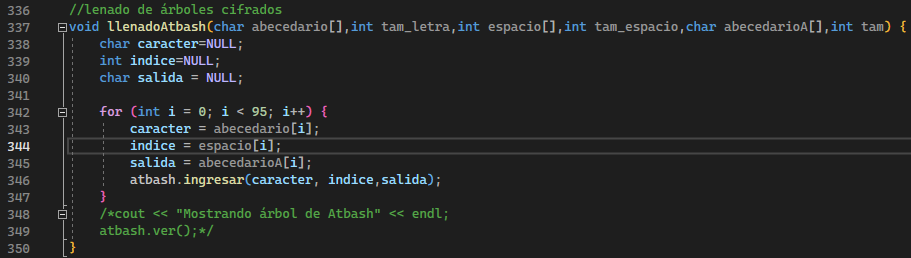 336 //lenado de árboles cifrados
337 void llenadoAtbash(char abecedario[],int tam_letra,int espacio[],int tam_espacio,char abecedarioA[],int tam) {
338 char caracter=NULL;
339 int indice=NULL;
340 char salida = NULL;
341
342 for (int i = 0; i < 95; i++) {
343 caracter = abecedario[i];
344 indice = espacio[i];
345 salida = abecedarioA[i];
346 atbash.ingresar(caracter, indice,salida);
347 }
348 /*cout << "Mostrando árbol de Atbash" << endl;
349 atbash.ver();*/
350 }